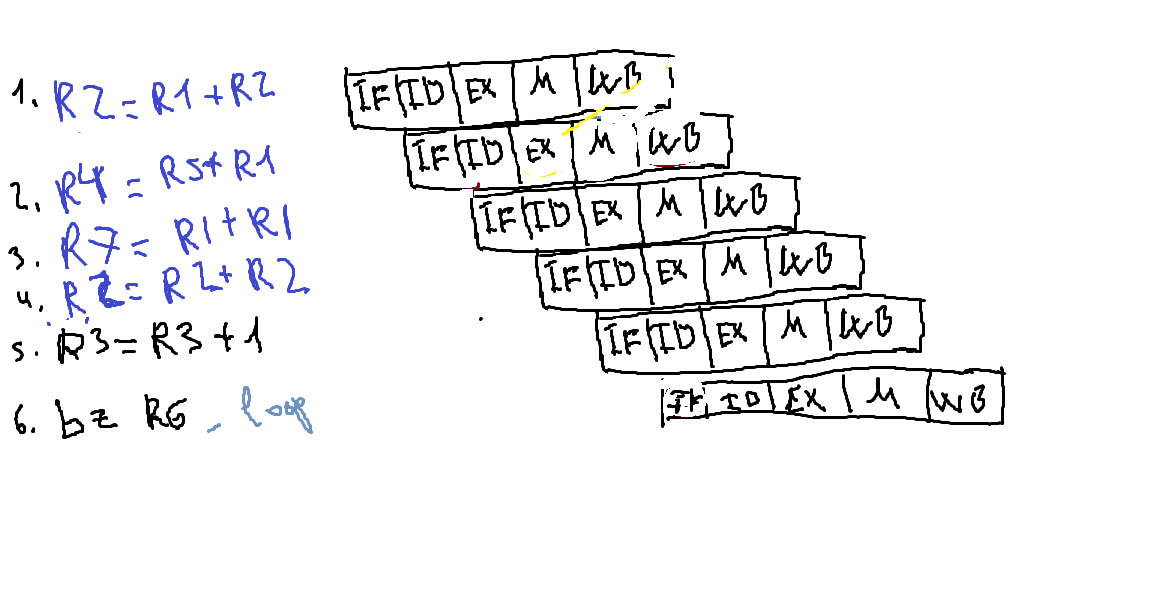 1. R2 = R1 + R2 IF ID EX M WB
2. R4 = R5 + R1 IF ID EX M WB
3. R7 = R1 + R1 IF ID EX M WB
4. R2 = R2 + R2 IF ID EX M WB
5. R3 = R3 + 1 IF ID EX M WB
6. bz R6 - loop IF ID EX M WB